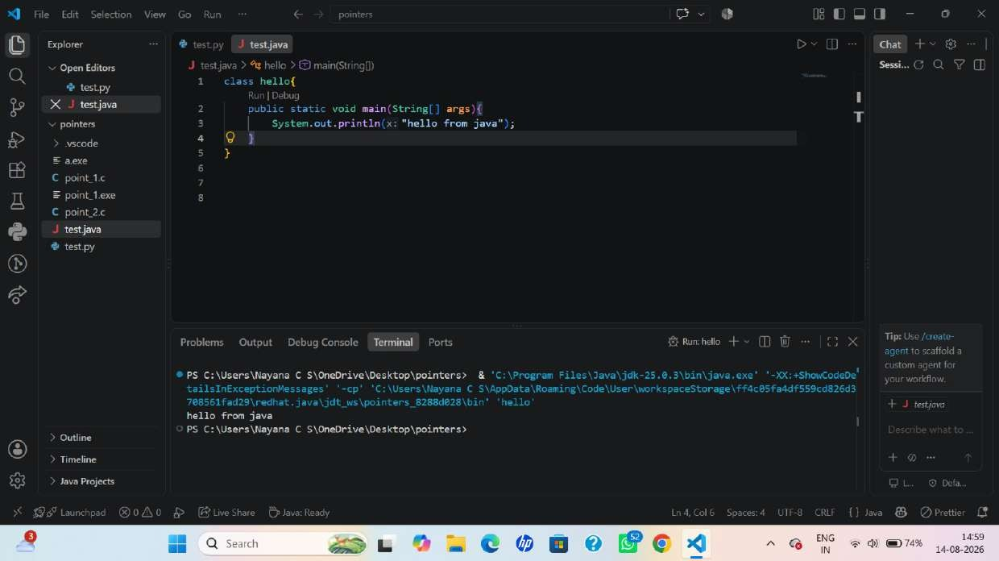 File Edit Selection View Go Run ···
pointers
Explorer ···
Open Editors
test.py
test.java
pointers
.vscode
a.exe
point_1.c
point_1.exe
point_2.c
test.java
test.py
Outline
Timeline
Java Projects
test.py test.java
test.java > hello > main(String[])
1 class hello{
Run | Debug
2 public static void main(String[] args){
3 System.out.println(x: "hello from java");
4 }
5 }
6
7
8
Problems Output Debug Console Terminal Ports
Run: hello
PS C:\Users\Nayana C S\OneDrive\Desktop\pointers> & 'C:\Program Files\Java\jdk-25.0.3\bin\java.exe' '-XX:+ShowCodeDe
tailsInExceptionMessages' '-cp' 'C:\Users\Nayana C S\AppData\Roaming\Code\User\workspaceStorage\ff4c05fa4df559cd826d3
708561fad29\redhat.java\jdt_ws\pointers_8288d028\bin' 'hello'
hello from java
PS C:\Users\Nayana C S\OneDrive\Desktop\pointers>
Chat
Sessi...
Tip: Use /create-
agent to scaffold a
custom agent for
your workflow.
test.java
Describe what to ...
L... Defa...
Launchpad 0 0 Live Share Java: Ready
Ln 4, Col 6 Spaces: 4 UTF-8 CRLF { } Java Prettier
3
Search
52
ENG
IN
74%
14:59
14-08-2026